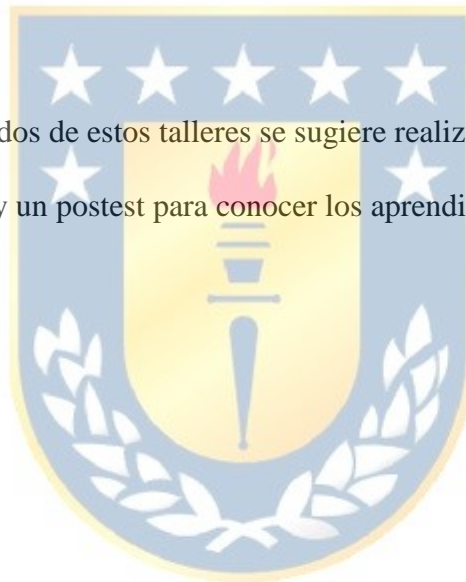 dos de estos talleres se sugiere realiz
y un postest para conocer los aprendi